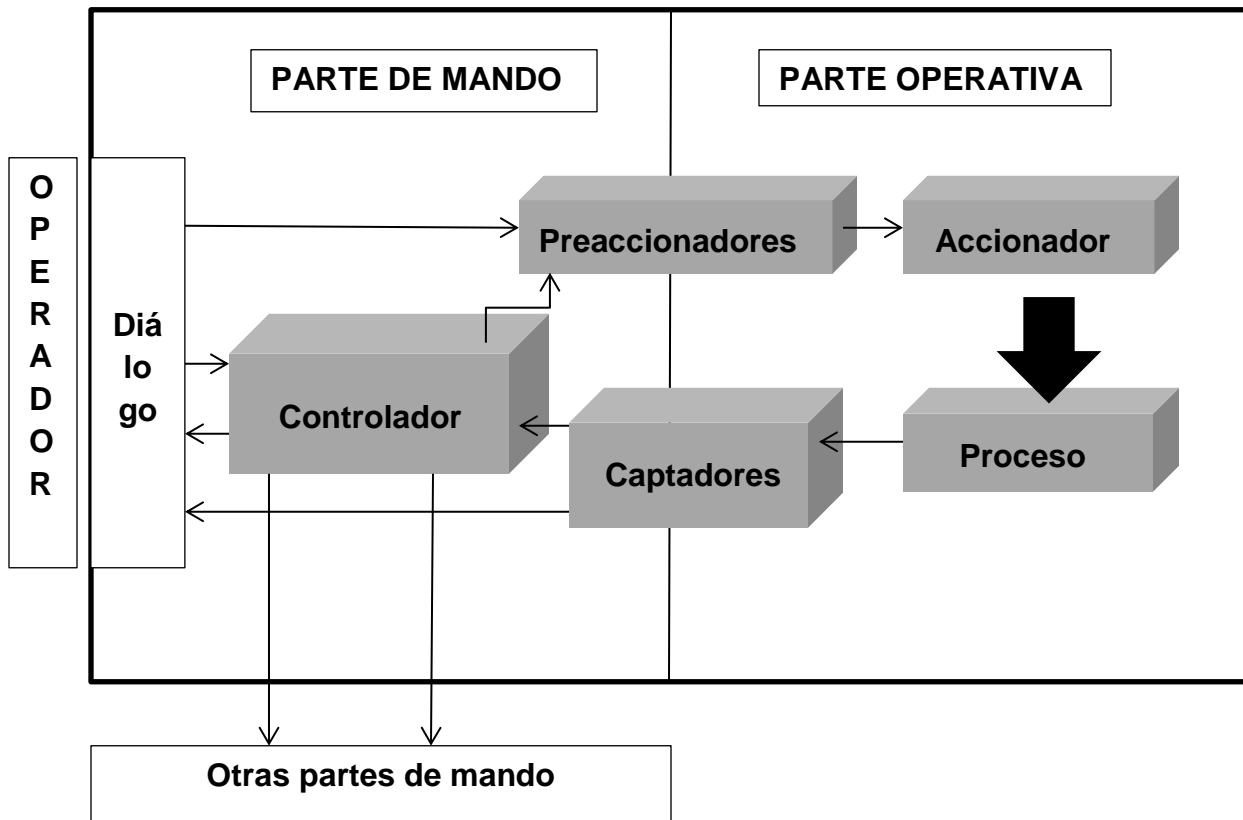 PARTE DE MANDO
PARTE OPERATIVA
O
P
E
R
A
D
O
R
Diá
lo
go
Preaccionadores
Accionador
Controlador
Captadores
Proceso
Otras partes de mando